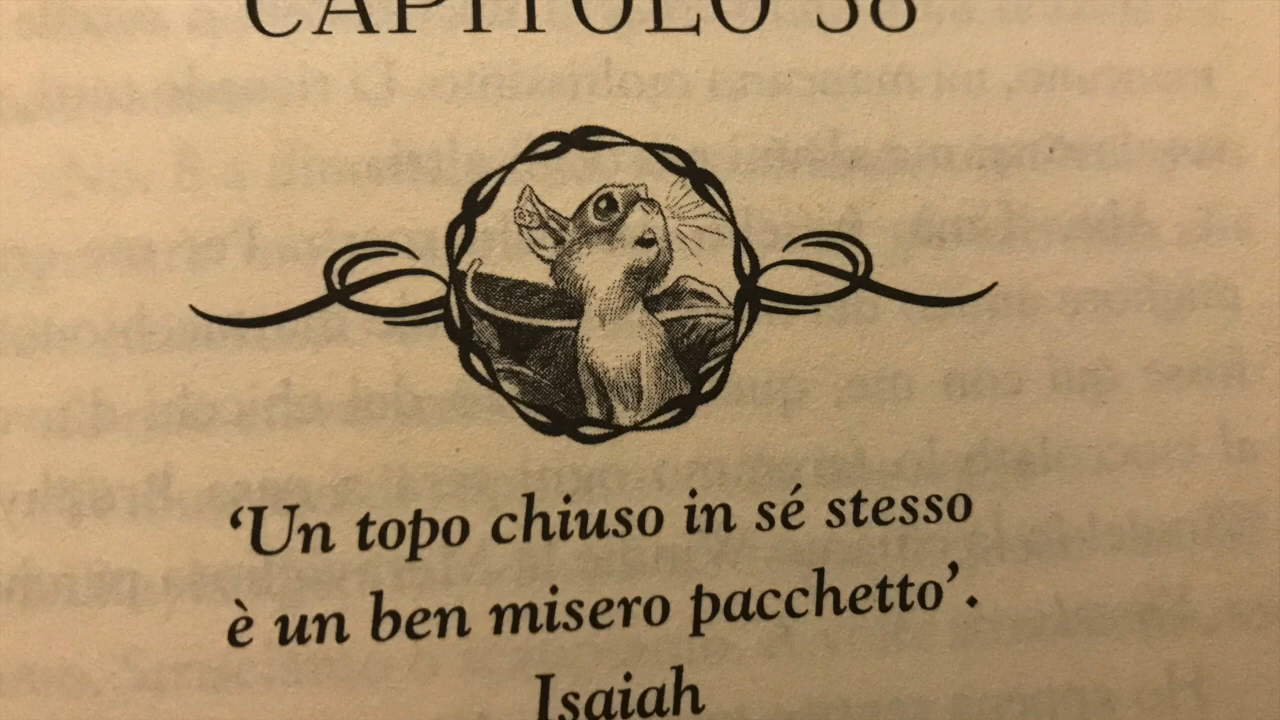 CAPITOLO 38
‘Un topo chiuso in sé stesso
è un ben misero pacchetto’.
Isaiah